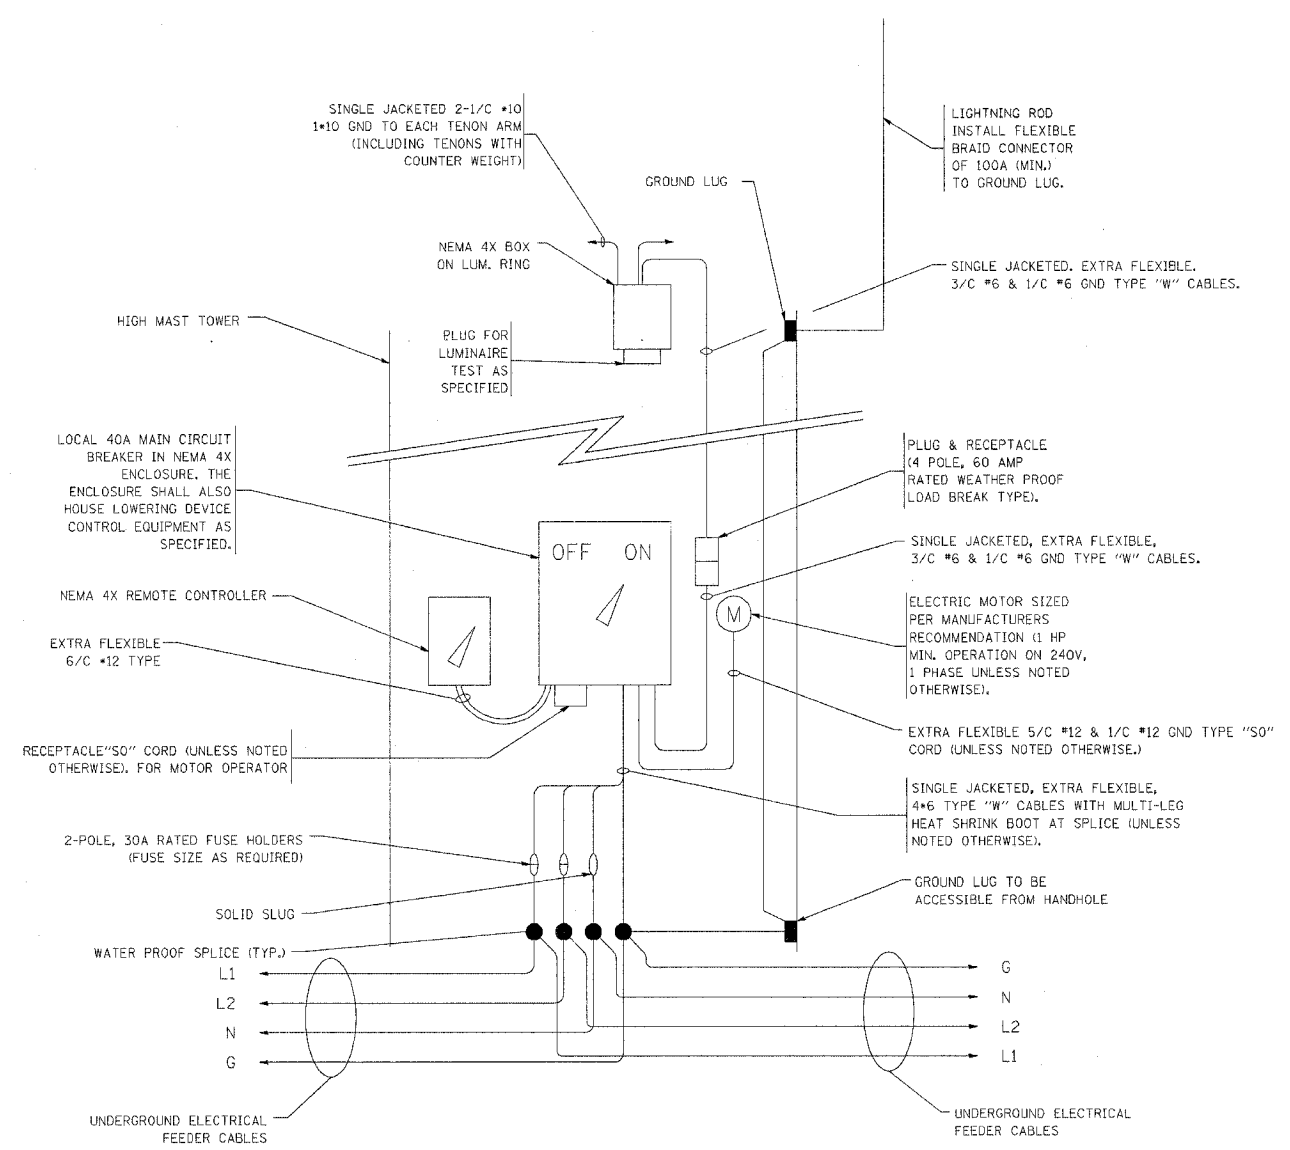 SINGLE JACKETED 2-1/C #10
1#10 GND TO EACH TENON ARM
(INCLUDING TENONS WITH
COUNTER WEIGHT)
LIGHTNING ROD
INSTALL FLEXIBLE
BRAID CONNECTOR
OF 100A (MIN.)
TO GROUND LUG.
GROUND LUG
NEMA 4X BOX
ON LUM. RING
SINGLE JACKETED. EXTRA FLEXIBLE.
3/C #6 & 1/C #6 GND TYPE "W" CABLES.
HIGH MAST TOWER
PLUG FOR
LUMINAIRE
TEST AS
SPECIFIED
LOCAL 40A MAIN CIRCUIT
BREAKER IN NEMA 4X
ENCLOSURE. THE
ENCLOSURE SHALL ALSO
HOUSE LOWERING DEVICE
CONTROL EQUIPMENT AS
SPECIFIED.
PLUG & RECEPTACLE
(4 POLE, 60 AMP
RATED WEATHER PROOF
LOAD BREAK TYPE).
OFF ON
SINGLE JACKETED, EXTRA FLEXIBLE,
3/C #6 & 1/C #6 GND TYPE "W" CABLES.
NEMA 4X REMOTE CONTROLLER
M
ELECTRIC MOTOR SIZED
PER MANUFACTURERS
RECOMMENDATION (1 HP
MIN. OPERATION ON 240V,
1 PHASE UNLESS NOTED
OTHERWISE).
EXTRA FLEXIBLE
6/C #12 TYPE
RECEPTACLE"SO" CORD (UNLESS NOTED
OTHERWISE). FOR MOTOR OPERATOR
EXTRA FLEXIBLE 5/C #12 & 1/C #12 GND TYPE "SO"
CORD (UNLESS NOTED OTHERWISE.)
SINGLE JACKETED, EXTRA FLEXIBLE,
4#6 TYPE "W" CABLES WITH MULTI-LEG
HEAT SHRINK BOOT AT SPLICE (UNLESS
NOTED OTHERWISE).
2-POLE, 30A RATED FUSE HOLDERS
(FUSE SIZE AS REQUIRED)
SOLID SLUG
GROUND LUG TO BE
ACCESSIBLE FROM HANDHOLE
WATER PROOF SPLICE (TYP.)
L1
L2
N
G
G
N
L2
L1
UNDERGROUND ELECTRICAL
FEEDER CABLES
UNDERGROUND ELECTRICAL
FEEDER CABLES